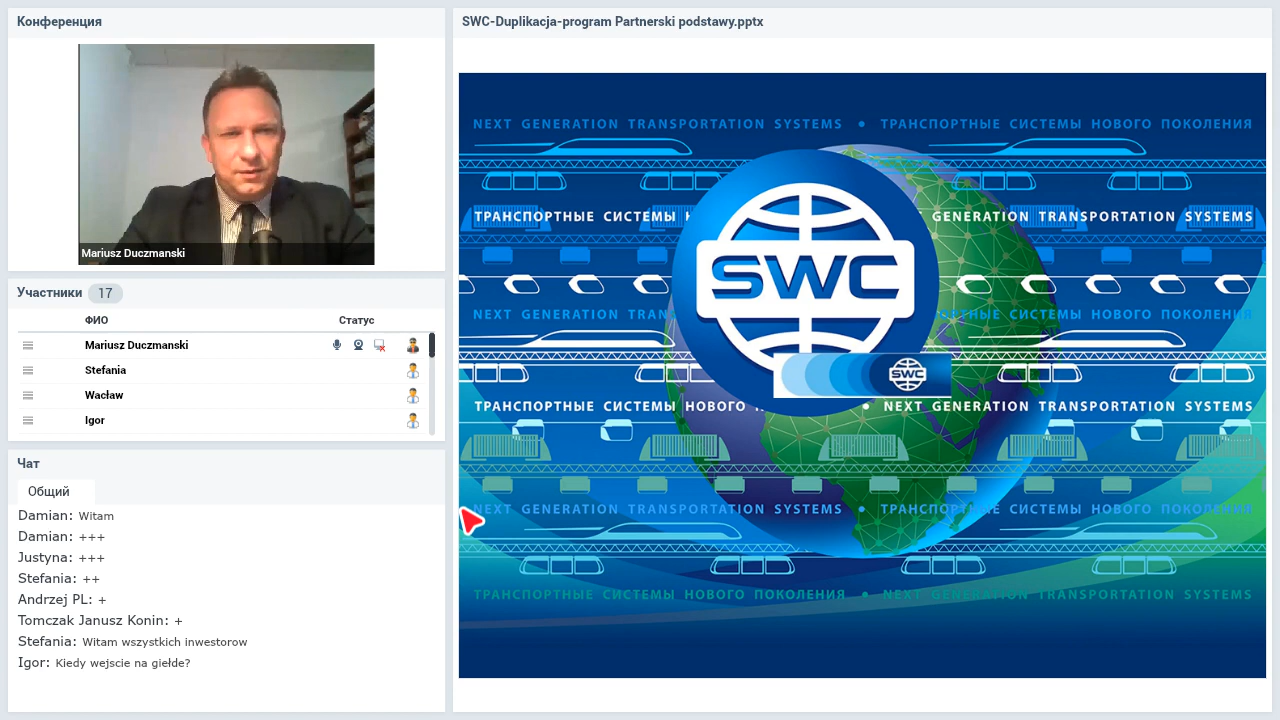 Конференция
Mariusz Duczmanski
Участники 17
ФИО Статус
Mariusz Duczmanski
Stefania
Wacław
Igor
Чат
Общий
Damian: Witam
Damian: +++
Justyna: +++
Stefania: ++
Andrzej PL: +
Tomczak Janusz Konin: +
Stefania: Witam wszystkich inwestorow
Igor: Kiedy wejscie na giełde?
SWC-Duplikacja-program Partnerski podstawy.pptx
NEXT GENERATION TRANSPORTATION SYSTEMS • ТРАНСПОРТНЫЕ СИСТЕМЫ НОВОГО ПОКОЛЕНИЯ
ТРАНСПОРТНЫЕ СИСТЕМЫ GENERATION TRANSPORTATION SYSTEMS
SWC
NEXT GENERATION TRANSPORTATION СИСТЕМЫ НОВОГО ПОКОЛЕНИЯ
SWC
ТРАНСПОРТНЫЕ СИСТЕМЫ НОВОГО • NEXT GENERATION TRANSPORTATION SYSTEMS
NEXT GENERATION TRANSPORTATION SYSTEMS • ТРАНСПОРТНЫЕ СИСТЕМЫ НОВОГО ПОКОЛЕНИЯ
ТРАНСПОРТНЫЕ СИСТЕМЫ НОВОГО ПОКОЛЕНИЯ • NEXT GENERATION TRANSPORTATION SYSTEMS